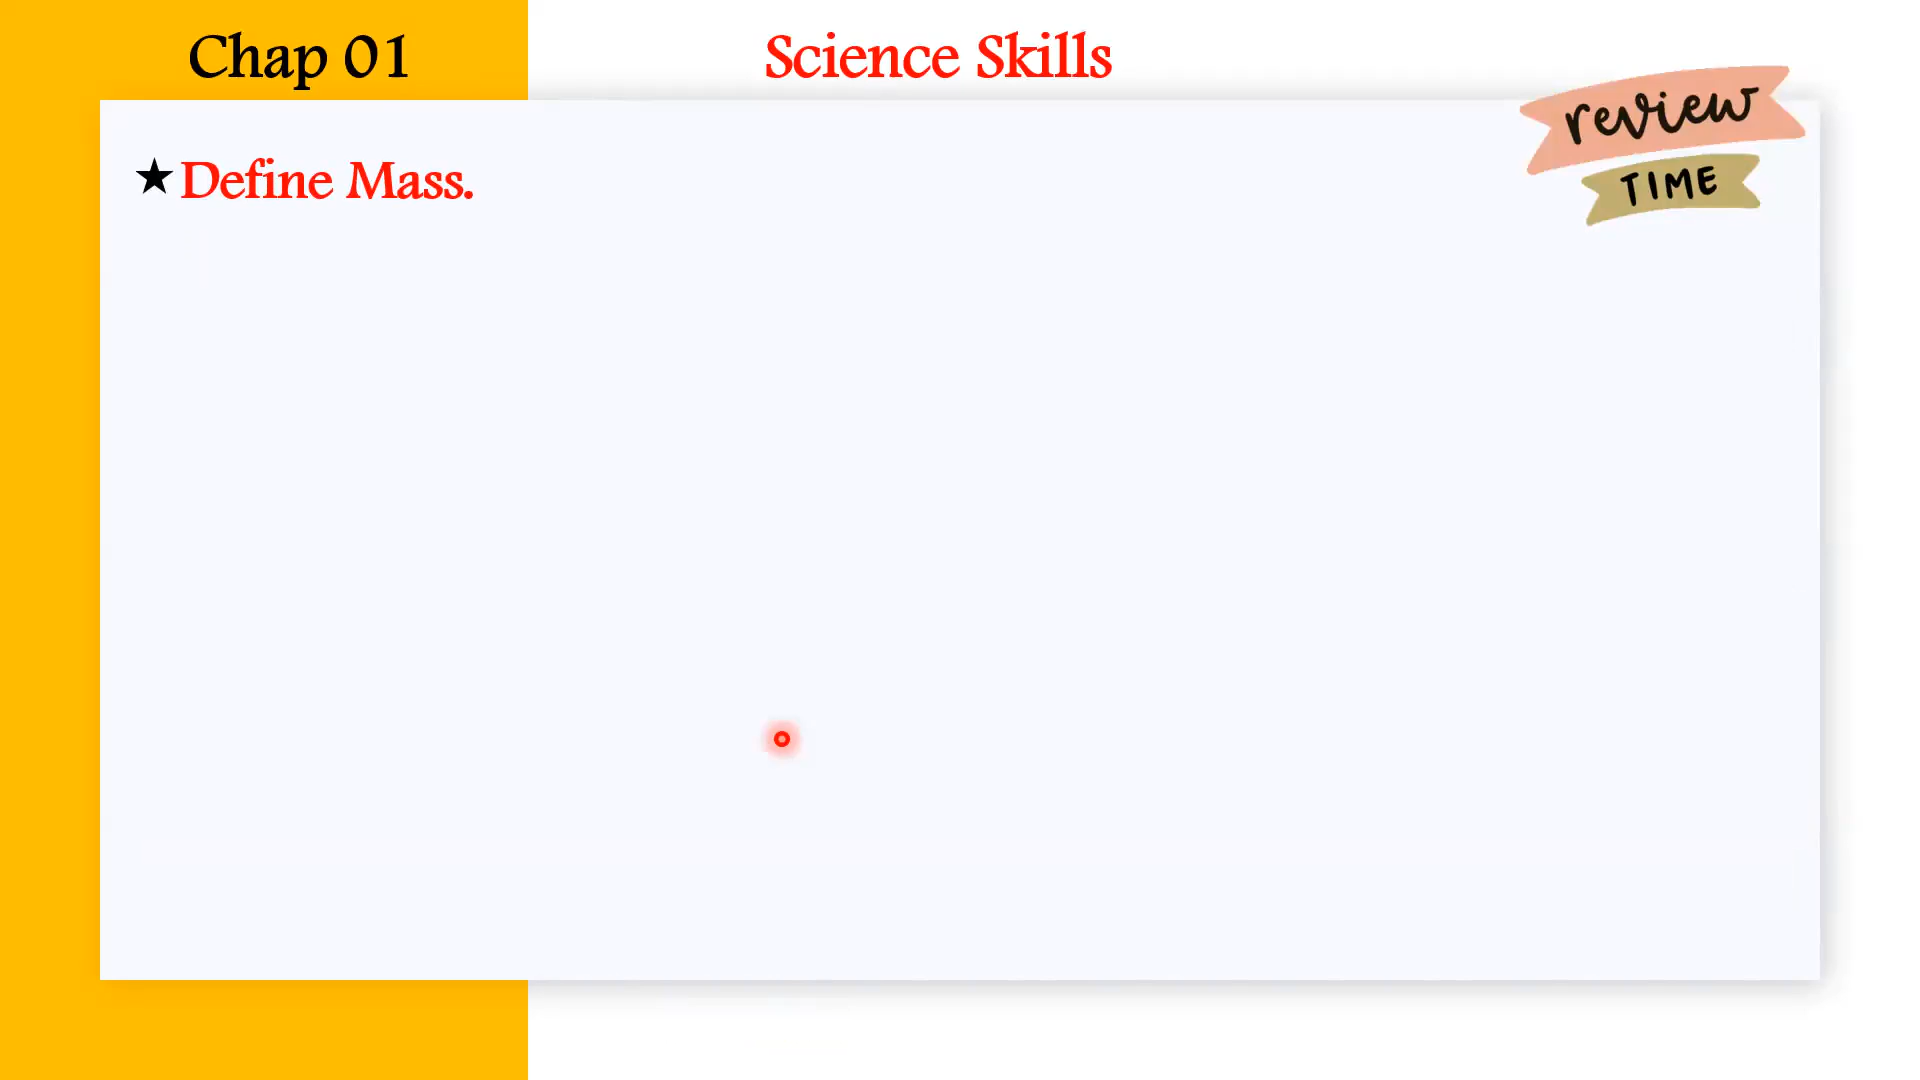 Chap 01
Science Skills
review
TIME
★Define Mass.